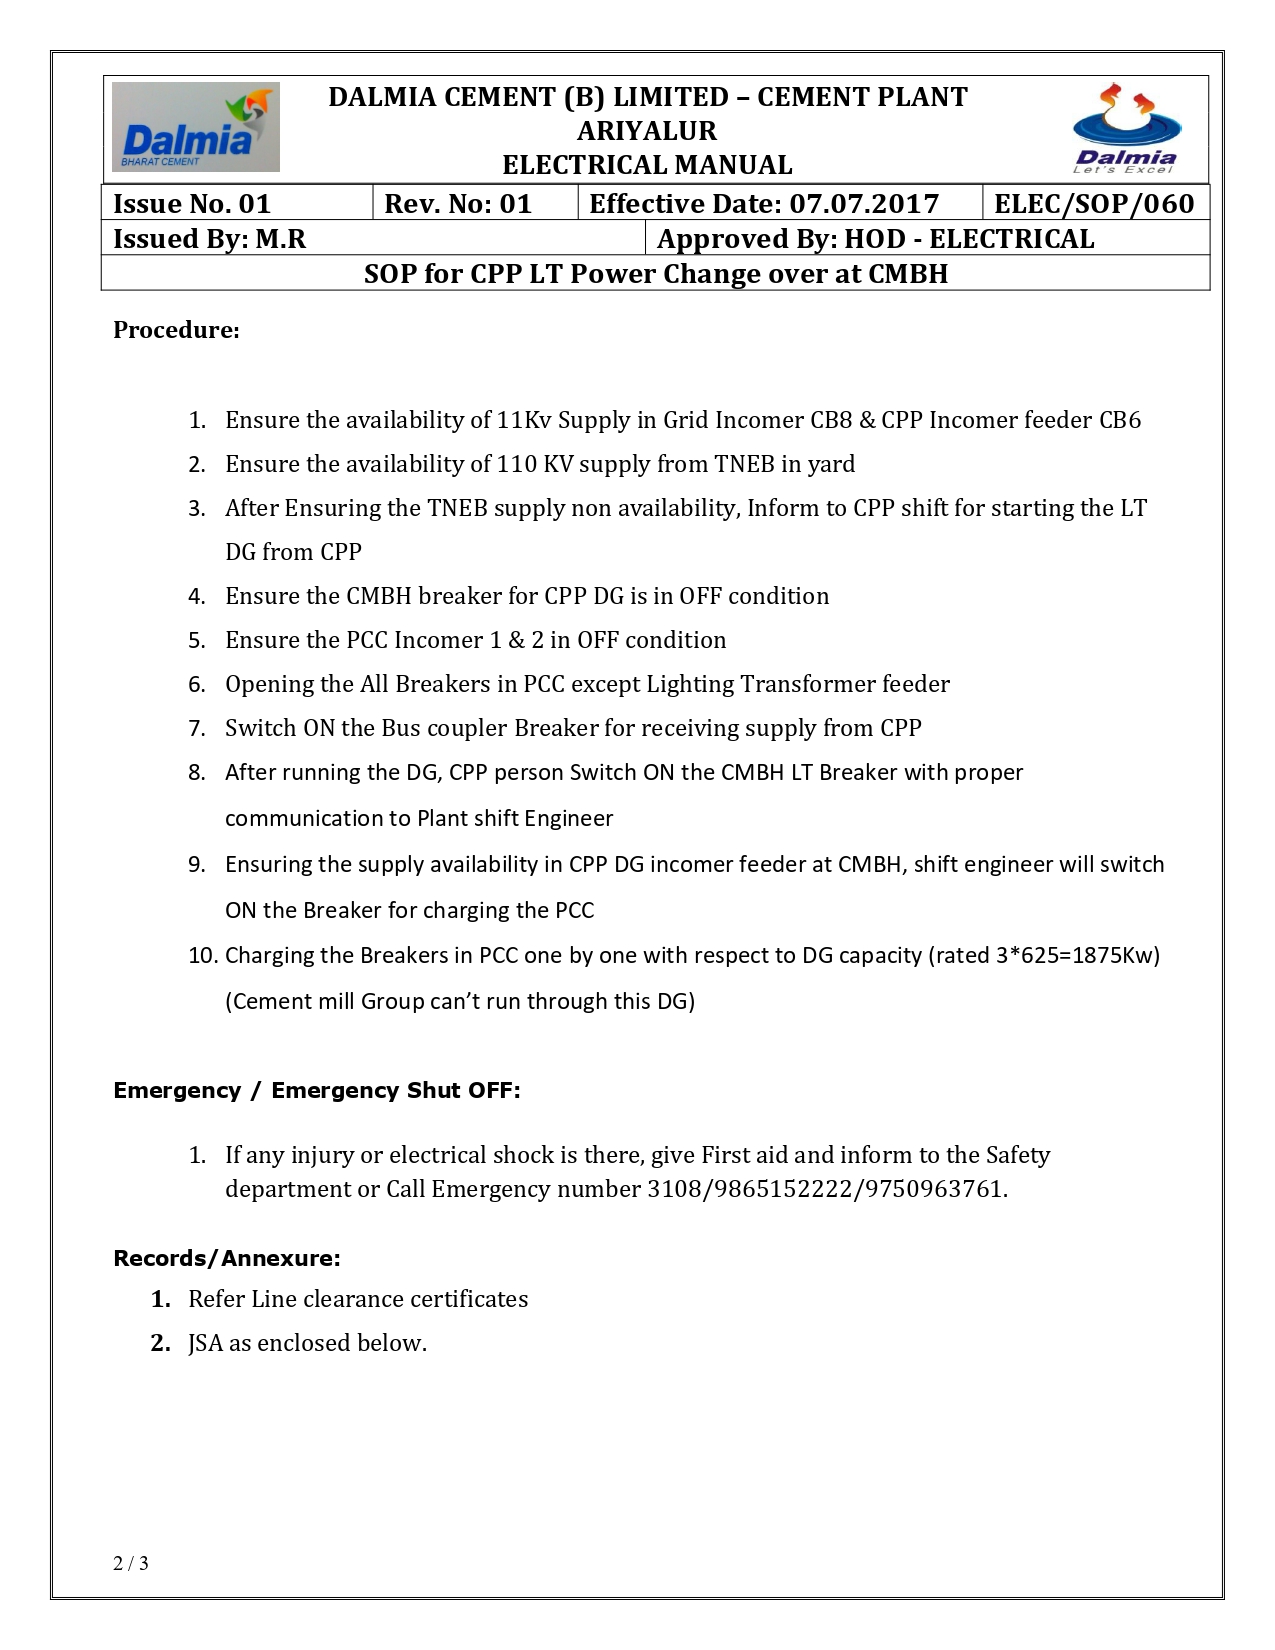 Dalmia
BHARAT CEMENT
DALMIA CEMENT (B) LIMITED – CEMENT PLANT
ARIYALUR
ELECTRICAL MANUAL
Dalmia
Let's Excel
Issue No. 01 Rev. No: 01 Effective Date: 07.07.2017 ELEC/SOP/060
Issued By: M.R Approved By: HOD - ELECTRICAL
SOP for CPP LT Power Change over at CMBH
Procedure:
1. Ensure the availability of 11Kv Supply in Grid Incomer CB8 & CPP Incomer feeder CB6
2. Ensure the availability of 110 KV supply from TNEB in yard
3. After Ensuring the TNEB supply non availability, Inform to CPP shift for starting the LT
DG from CPP
4. Ensure the CMBH breaker for CPP DG is in OFF condition
5. Ensure the PCC Incomer 1 & 2 in OFF condition
6. Opening the All Breakers in PCC except Lighting Transformer feeder
7. Switch ON the Bus coupler Breaker for receiving supply from CPP
8. After running the DG, CPP person Switch ON the CMBH LT Breaker with proper
communication to Plant shift Engineer
9. Ensuring the supply availability in CPP DG incomer feeder at CMBH, shift engineer will switch
ON the Breaker for charging the PCC
10. Charging the Breakers in PCC one by one with respect to DG capacity (rated 3*625=1875Kw)
(Cement mill Group can’t run through this DG)
Emergency / Emergency Shut OFF:
1. If any injury or electrical shock is there, give First aid and inform to the Safety
department or Call Emergency number 3108/9865152222/9750963761.
Records/Annexure:
1. Refer Line clearance certificates
2. JSA as enclosed below.
2 / 3